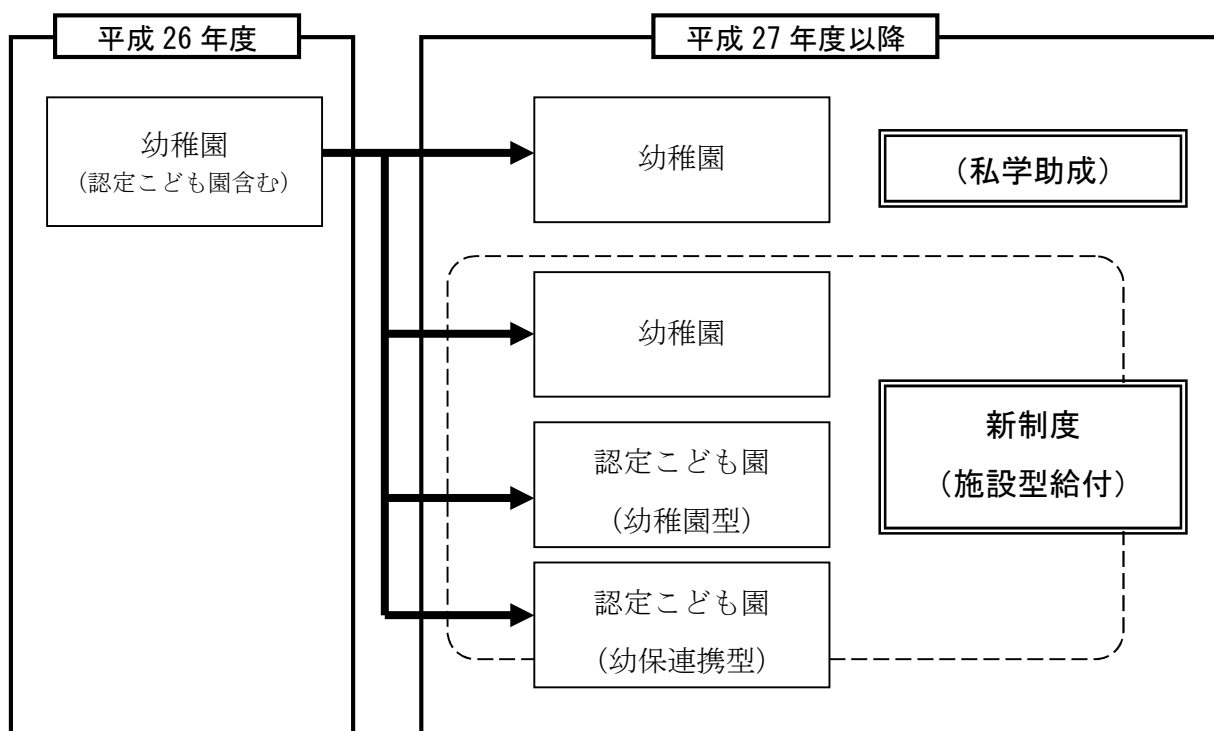 平成 26 年度
平成 27 年度以降
幼稚園
（認定こども園含む）
幼稚園
（私学助成）
幼稚園
新制度
（施設型給付）
認定こども園
（幼稚園型）
認定こども園
（幼保連携型）